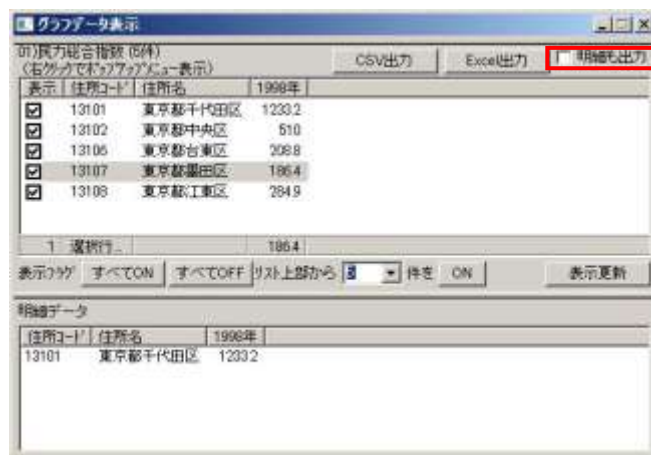 グラフデータ表示
01)民力総合指数 (5件)
(右クリックでポップアップメニュー表示)
CSV出力 Excel出力 明細も出力
表示 住所コード 住所名 1998年
13101 東京都千代田区 1233.2
13102 東京都中央区 510
13106 東京都台東区 208.8
13107 東京都墨田区 186.4
13108 東京都江東区 284.9
1 選択行... 186.4
表示フラグ すべてON すべてOFF リスト上部から 5 件を ON 表示更新
明細データ
住所コード 住所名 1998年
13101 東京都千代田区 1233.2